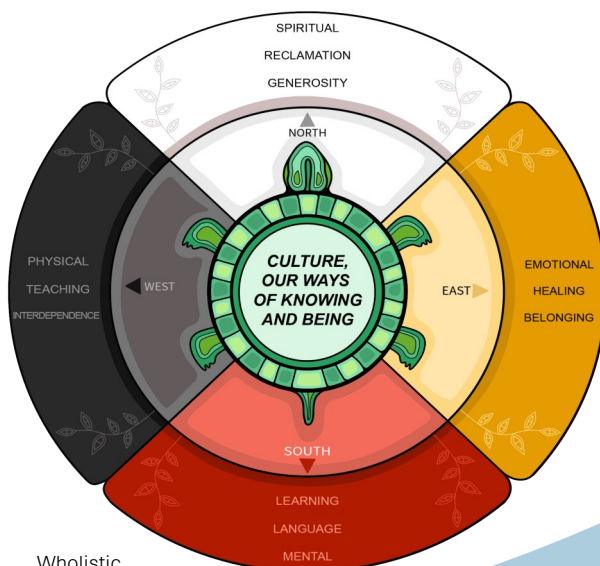 SPIRITUAL
RECLAMATION
GENEROSITY
NORTH
PHYSICAL
TEACHING
INTERDEPENDENCE
WEST
CULTURE,
OUR WAYS
OF KNOWING
AND BEING
EAST
EMOTIONAL
HEALING
BELONGING
SOUTH
LEARNING
LANGUAGE
MENTAL
Wholistic